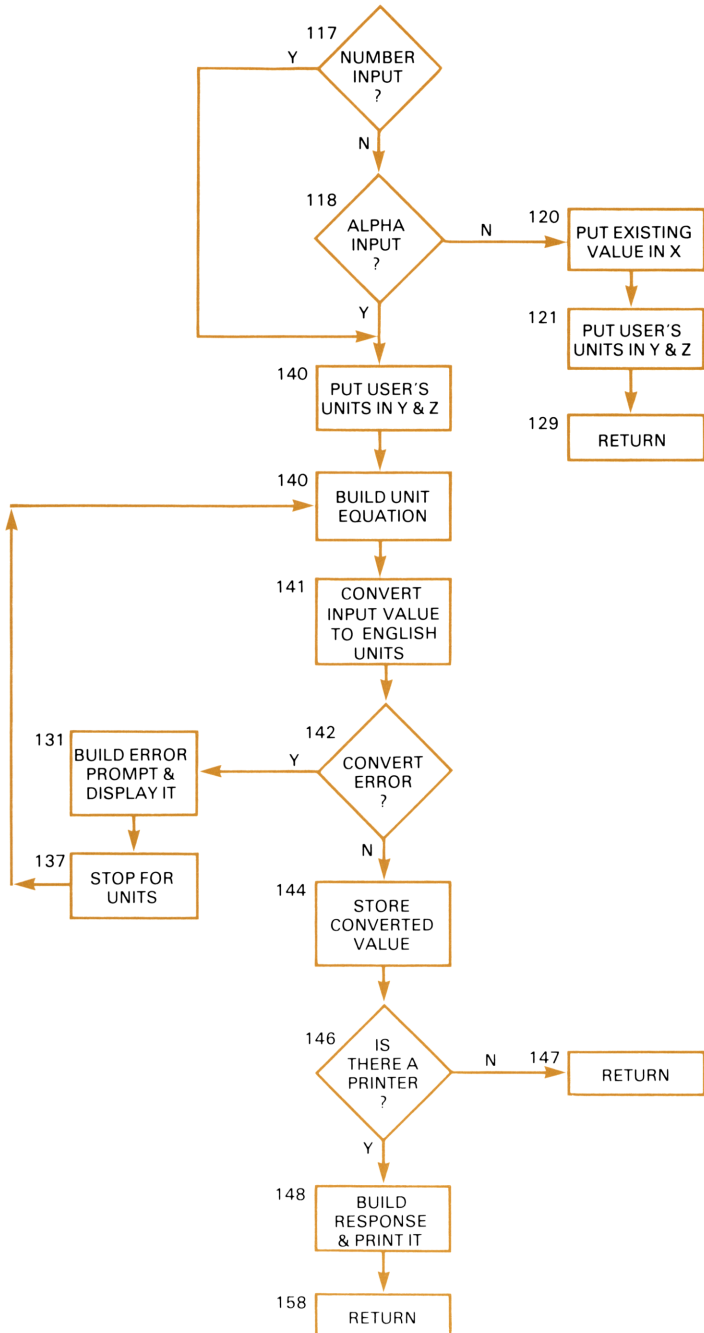 117
NUMBER
INPUT
?
Y
N
118
ALPHA
INPUT
?
N
Y
120
PUT EXISTING
VALUE IN X
121
PUT USER'S
UNITS IN Y & Z
129
RETURN
140
PUT USER'S
UNITS IN Y & Z
140
BUILD UNIT
EQUATION
141
CONVERT
INPUT VALUE
TO ENGLISH
UNITS
142
CONVERT
ERROR
?
Y
N
131
BUILD ERROR
PROMPT &
DISPLAY IT
137
STOP FOR
UNITS
144
STORE
CONVERTED
VALUE
146
IS
THERE A
PRINTER
?
N
Y
147
RETURN
148
BUILD
RESPONSE
& PRINT IT
158
RETURN